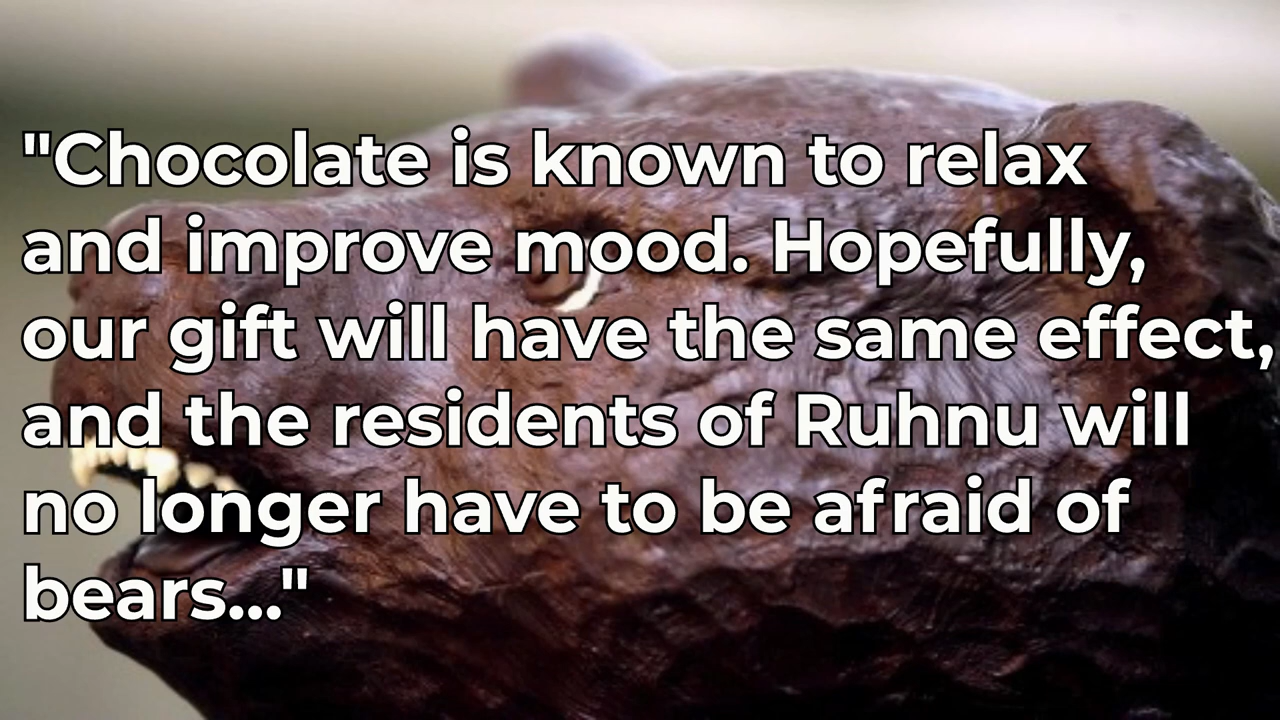 "Chocolate is known to relax
and improve mood. Hopefully,
our gift will have the same effect,
and the residents of Ruhnu will
no longer have to be afraid of
bears..."